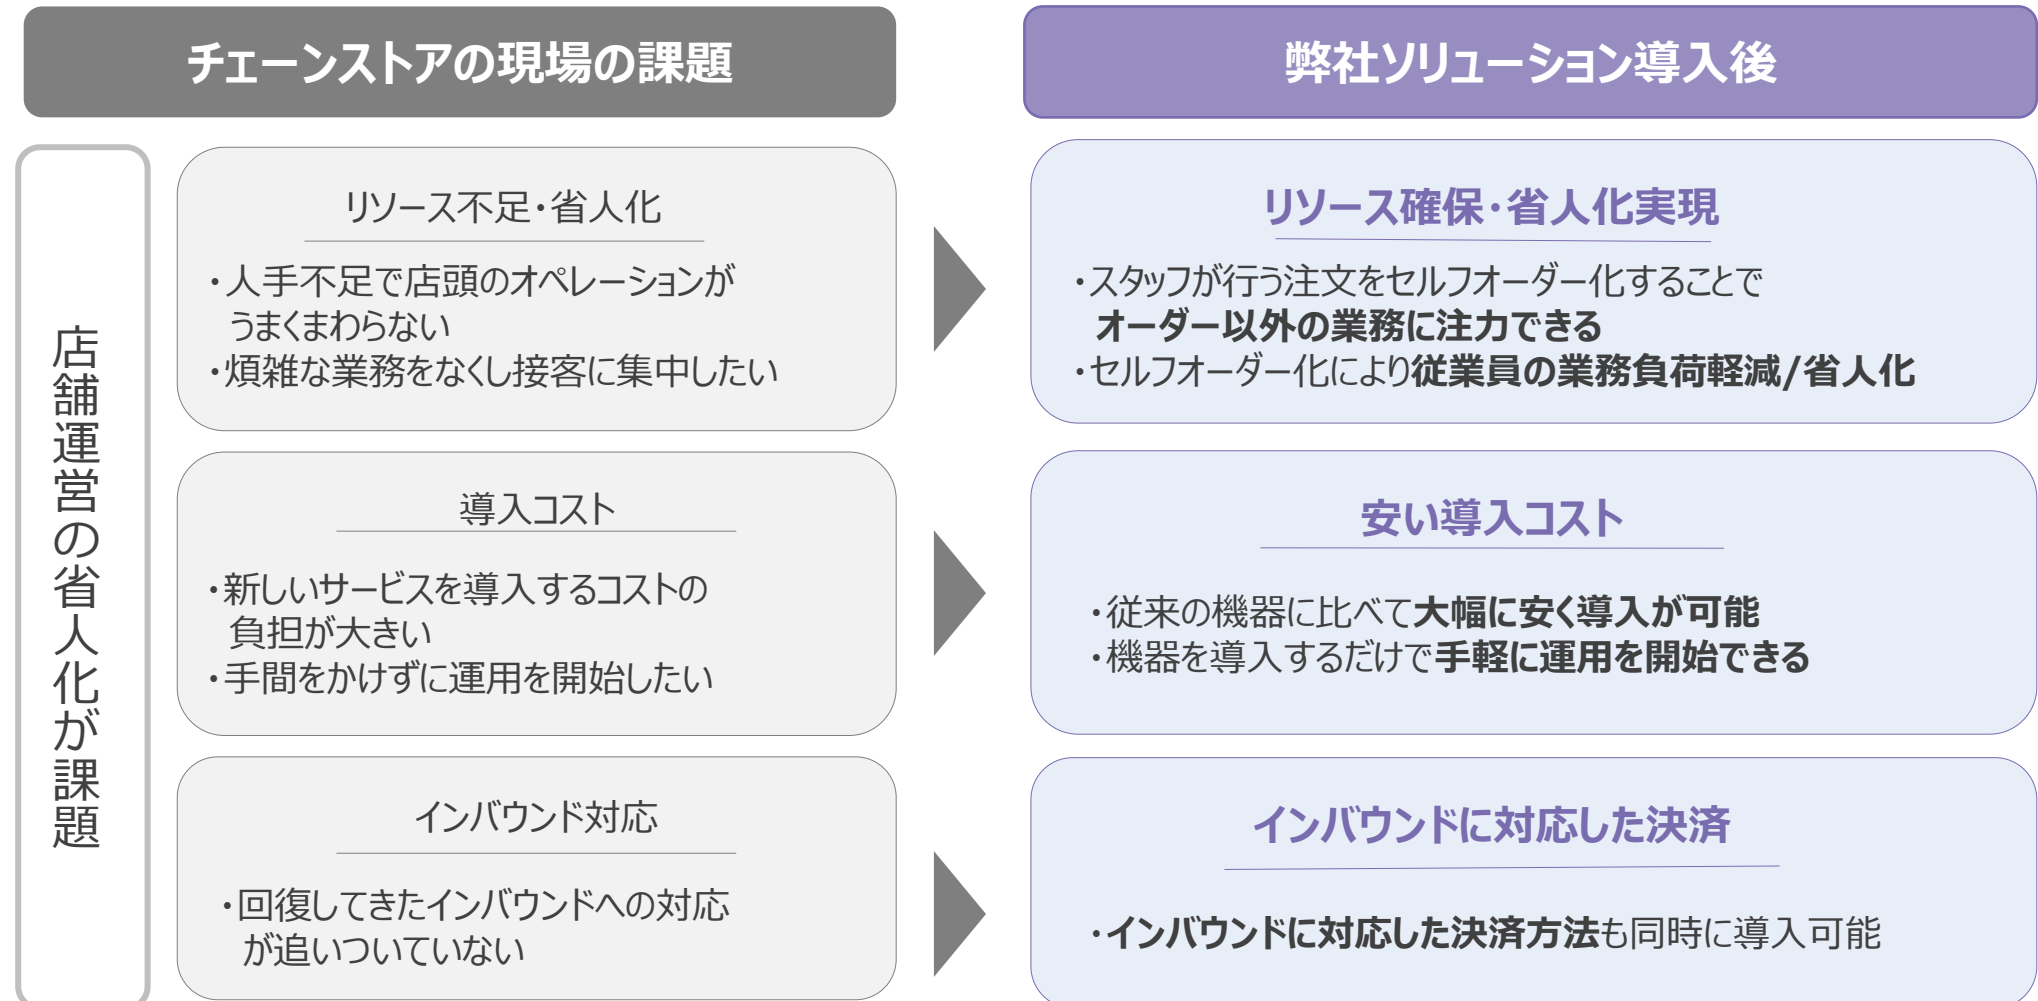 チェーンストアの現場の課題
弊社ソリューション導入後
店舗運営の省人化が課題
リソース不足・省人化
・人手不足で店頭のオペレーションが
うまくまわらない
・煩雑な業務をなくし接客に集中したい
リソース確保・省人化実現
・スタッフが行う注文をセルフオーダー化することで
オーダー以外の業務に注力できる
・セルフオーダー化により従業員の業務負荷軽減/省人化
導入コスト
・新しいサービスを導入するコストの
負担が大きい
・手間をかけずに運用を開始したい
安い導入コスト
・従来の機器に比べて大幅に安く導入が可能
・機器を導入するだけで手軽に運用を開始できる
インバウンド対応
・回復してきたインバウンドへの対応
が追いついていない
インバウンドに対応した決済
・インバウンドに対応した決済方法も同時に導入可能